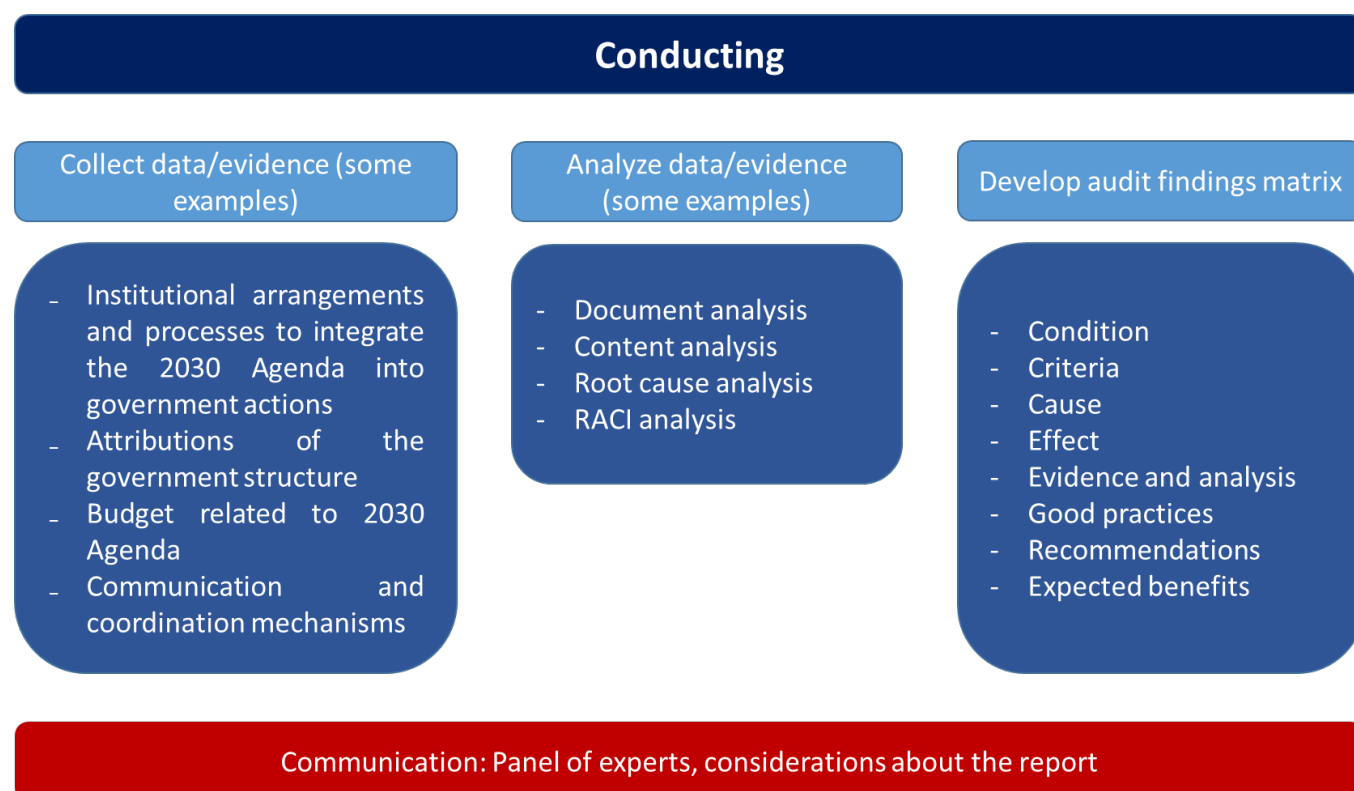 Conducting
Collect data/evidence (some
examples)
- Institutional arrangements
and processes to integrate
the 2030 Agenda into
government actions
- Attributions of the
government structure
- Budget related to 2030
Agenda
- Communication and
coordination mechanisms
Analyze data/evidence
(some examples)
- Document analysis
- Content analysis
- Root cause analysis
- RACI analysis
Develop audit findings matrix
- Condition
- Criteria
- Cause
- Effect
- Evidence and analysis
- Good practices
- Recommendations
- Expected benefits
Communication: Panel of experts, considerations about the report